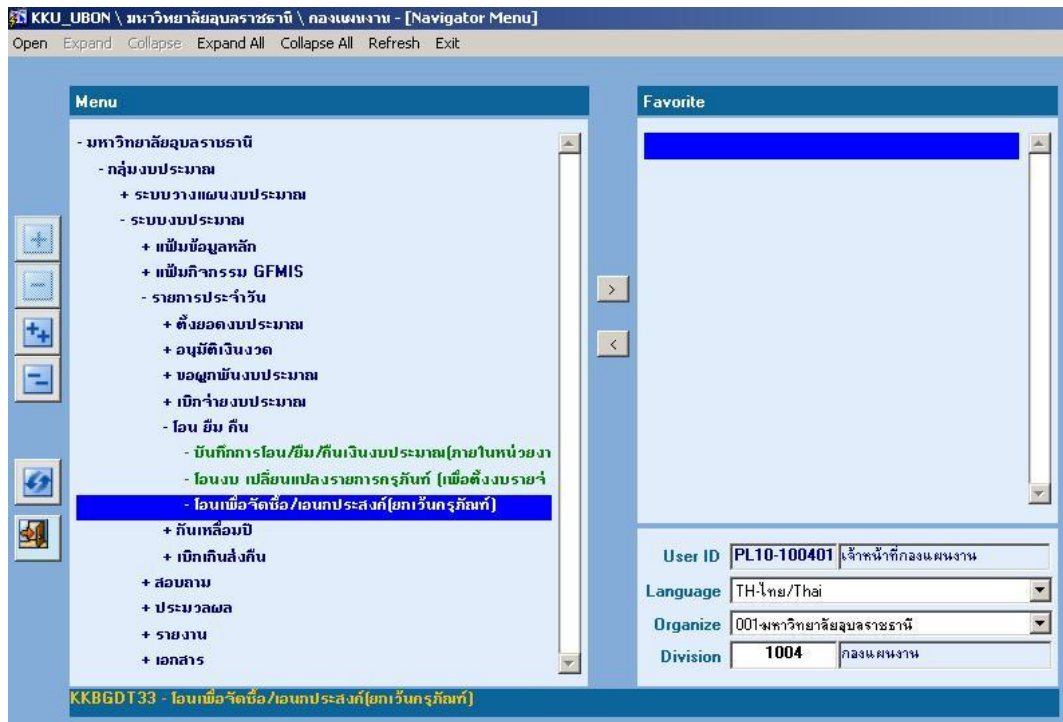 KKU_UBON \ มหาวิทยาลัยอุบลราชธานี \ กองแผนงาน - [Navigator Menu]
Open Expand Collapse Expand All Collapse All Refresh Exit
Menu
- มหาวิทยาลัยอุบลราชธานี
- กลุ่มงบประมาณ
+ ระบบวางแผนงบประมาณ
- ระบบงบประมาณ
+ แฟ้มข้อมูลหลัก
+ แฟ้มกิจกรรม GFMIS
- รายการประจำวัน
+ ตั้งยอดงบประมาณ
+ อนุมัติเงินงวด
+ ขอผูกพันงบประมาณ
+ เบิกจ่ายงบประมาณ
- โอน ยืม คืน
- บันทึกการโอน/ยืม/คืนเงินงบประมาณ(ภายในหน่วยงา
- โอนงบ เปลี่ยนแปลงรายการครุภัณฑ์ (เพื่อตั้งงบรายจ่
- โอนเพื่อจัดซื้อ/เอนกประสงค์(ยกเว้นครุภัณฑ์)
+ กันเหลื่อมปี
+ เบิกเกินส่งคืน
+ สอบถาม
+ ประมวลผล
+ รายงาน
+ เอกสาร
Favorite
>
<
User ID PL10-100401 เจ้าหน้าที่กองแผนงาน
Language TH-ไทย/Thai
Organize 001-มหาวิทยาลัยอุบลราชธานี
Division 1004 กองแผนงาน
KKBGDT33 - โอนเพื่อจัดซื้อ/เอนกประสงค์(ยกเว้นครุภัณฑ์)